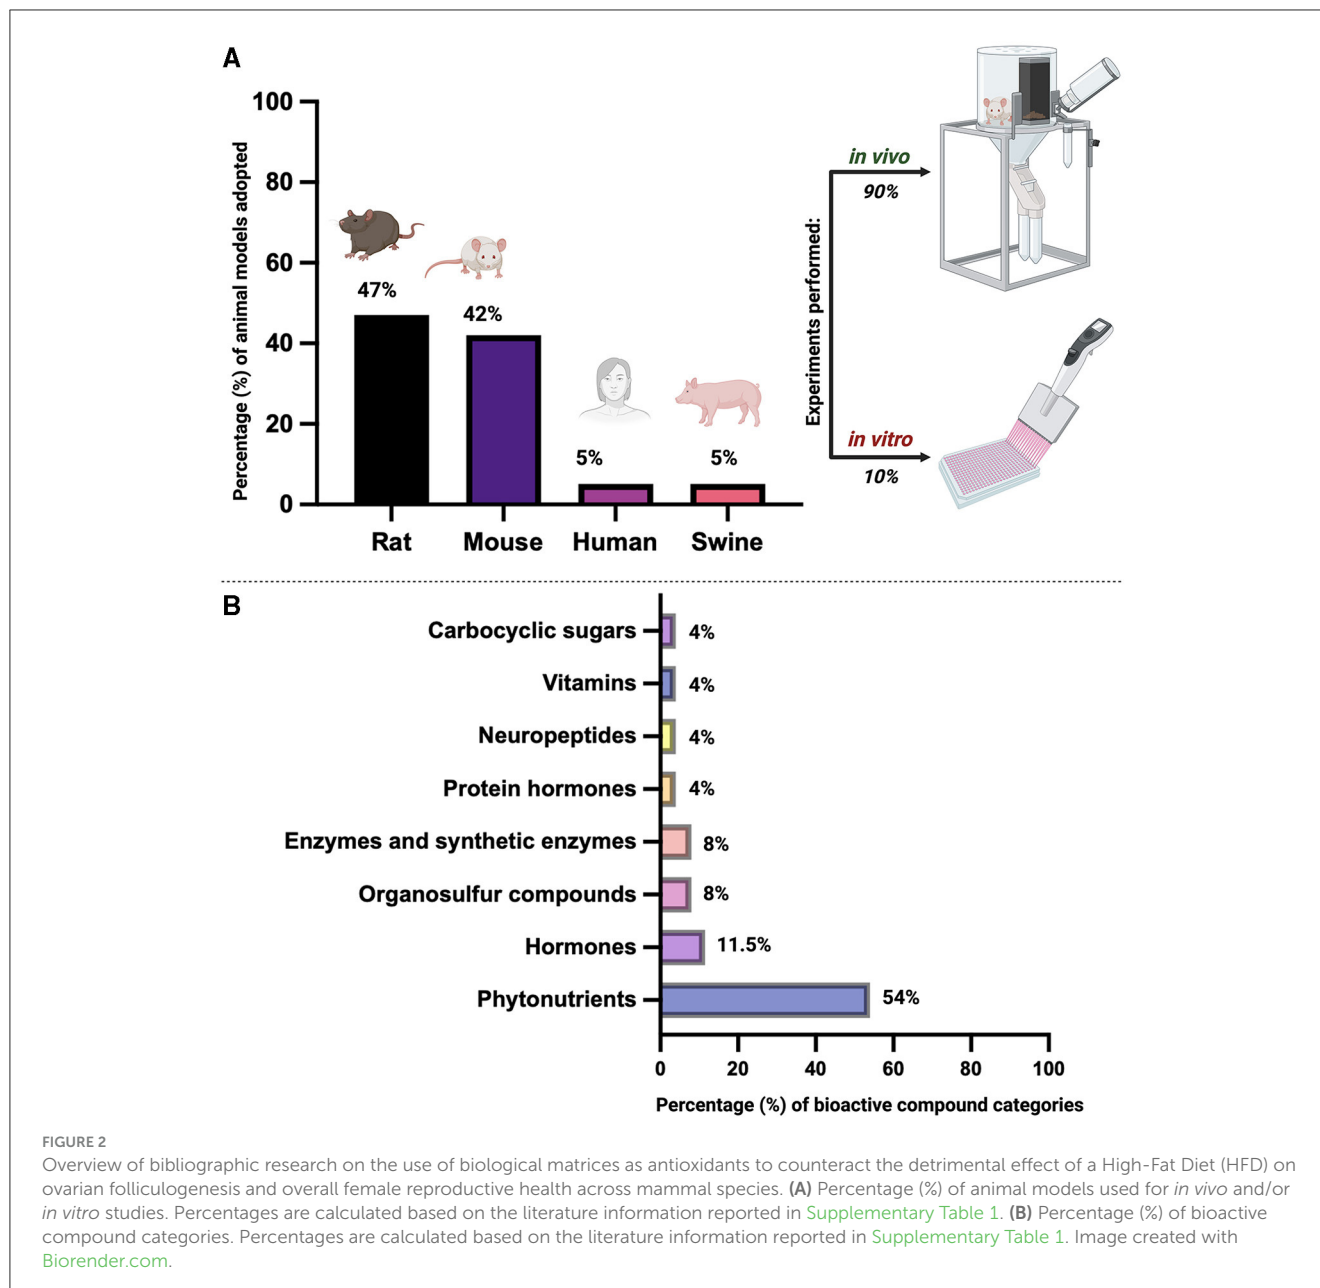 A
Percentage (%) of animal models adopted
100
80
60
40
20
0
47%
42%
5%
5%
Rat
Mouse
Human
Swine
Experiments performed:
in vivo
90%
in vitro
10%
B
Carbocyclic sugars
4%
Vitamins
4%
Neuropeptides
4%
Protein hormones
4%
Enzymes and synthetic enzymes
8%
Organosulfur compounds
8%
Hormones
11.5%
Phytonutrients
54%
0
20
40
60
80
100
Percentage (%) of bioactive compound categories
FIGURE 2
Overview of bibliographic research on the use of biological matrices as antioxidants to counteract the detrimental effect of a High-Fat Diet (HFD) on
ovarian folliculogenesis and overall female reproductive health across mammal species. (A) Percentage (%) of animal models used for in vivo and/or
in vitro studies. Percentages are calculated based on the literature information reported in Supplementary Table 1. (B) Percentage (%) of bioactive
compound categories. Percentages are calculated based on the literature information reported in Supplementary Table 1. Image created with
Biorender.com.